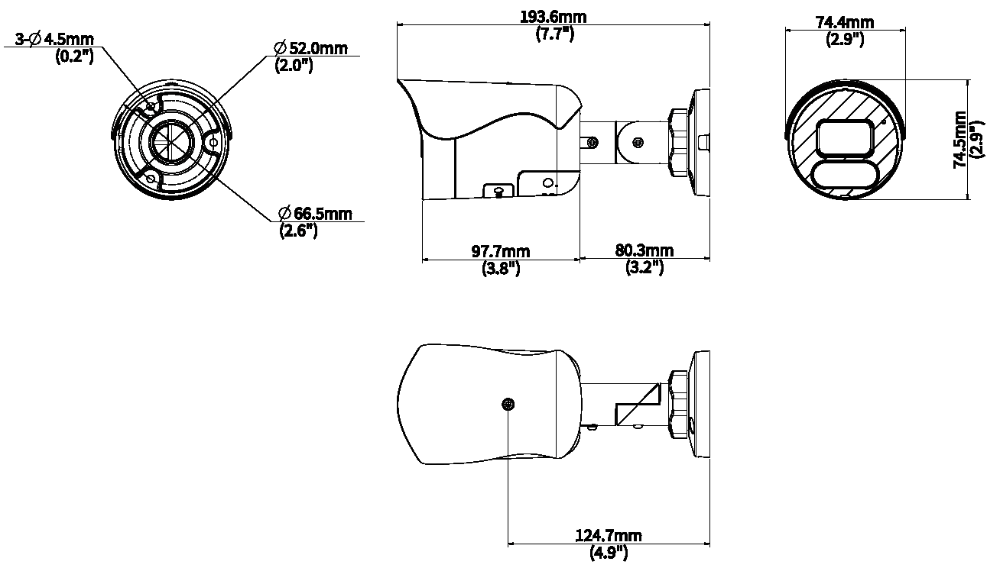 193.6mm
(7.7")
74.4mm
(2.9")
3-Ø 4.5mm
(0.2")
Ø 52.0mm
(2.0")
74.5mm
(2.9")
Ø 66.5mm
(2.6")
97.7mm
(3.8")
80.3mm
(3.2")
124.7mm
(4.9")